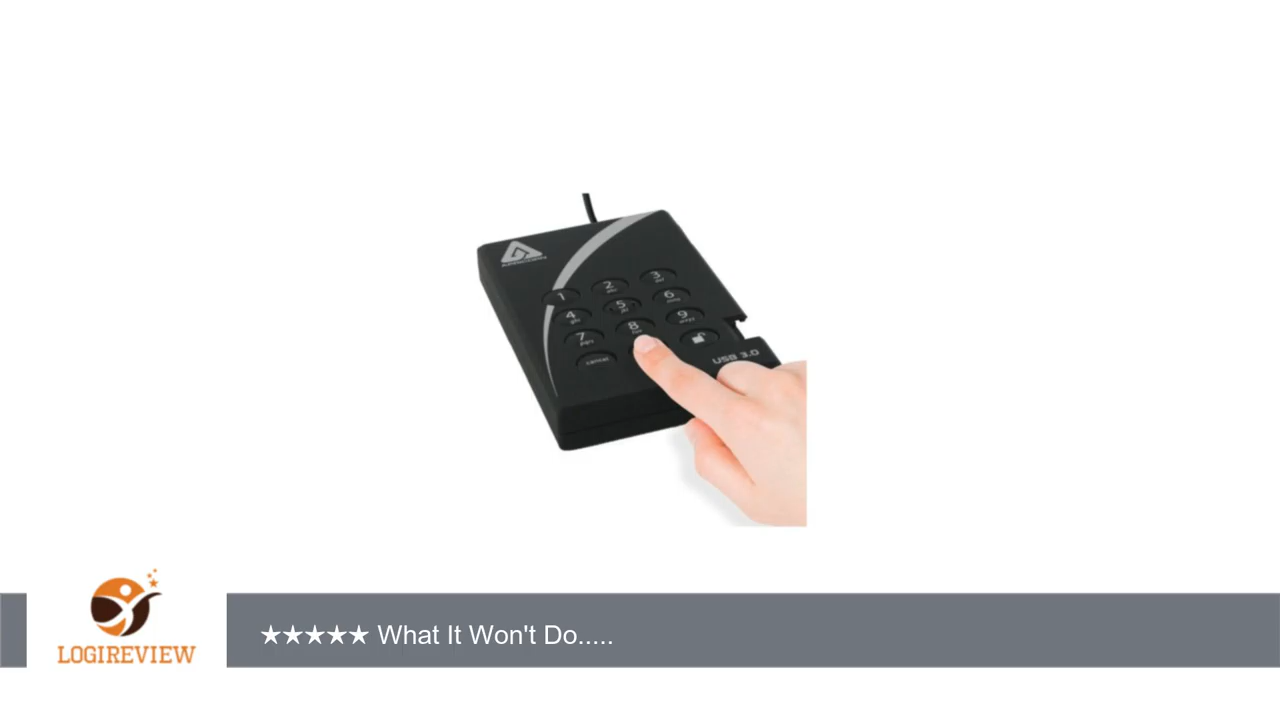 1
2
3
4
5
6
7
8
9
cancel
USB 3.0
LOGIREVIEW
★★★★★ What It Won't Do.....